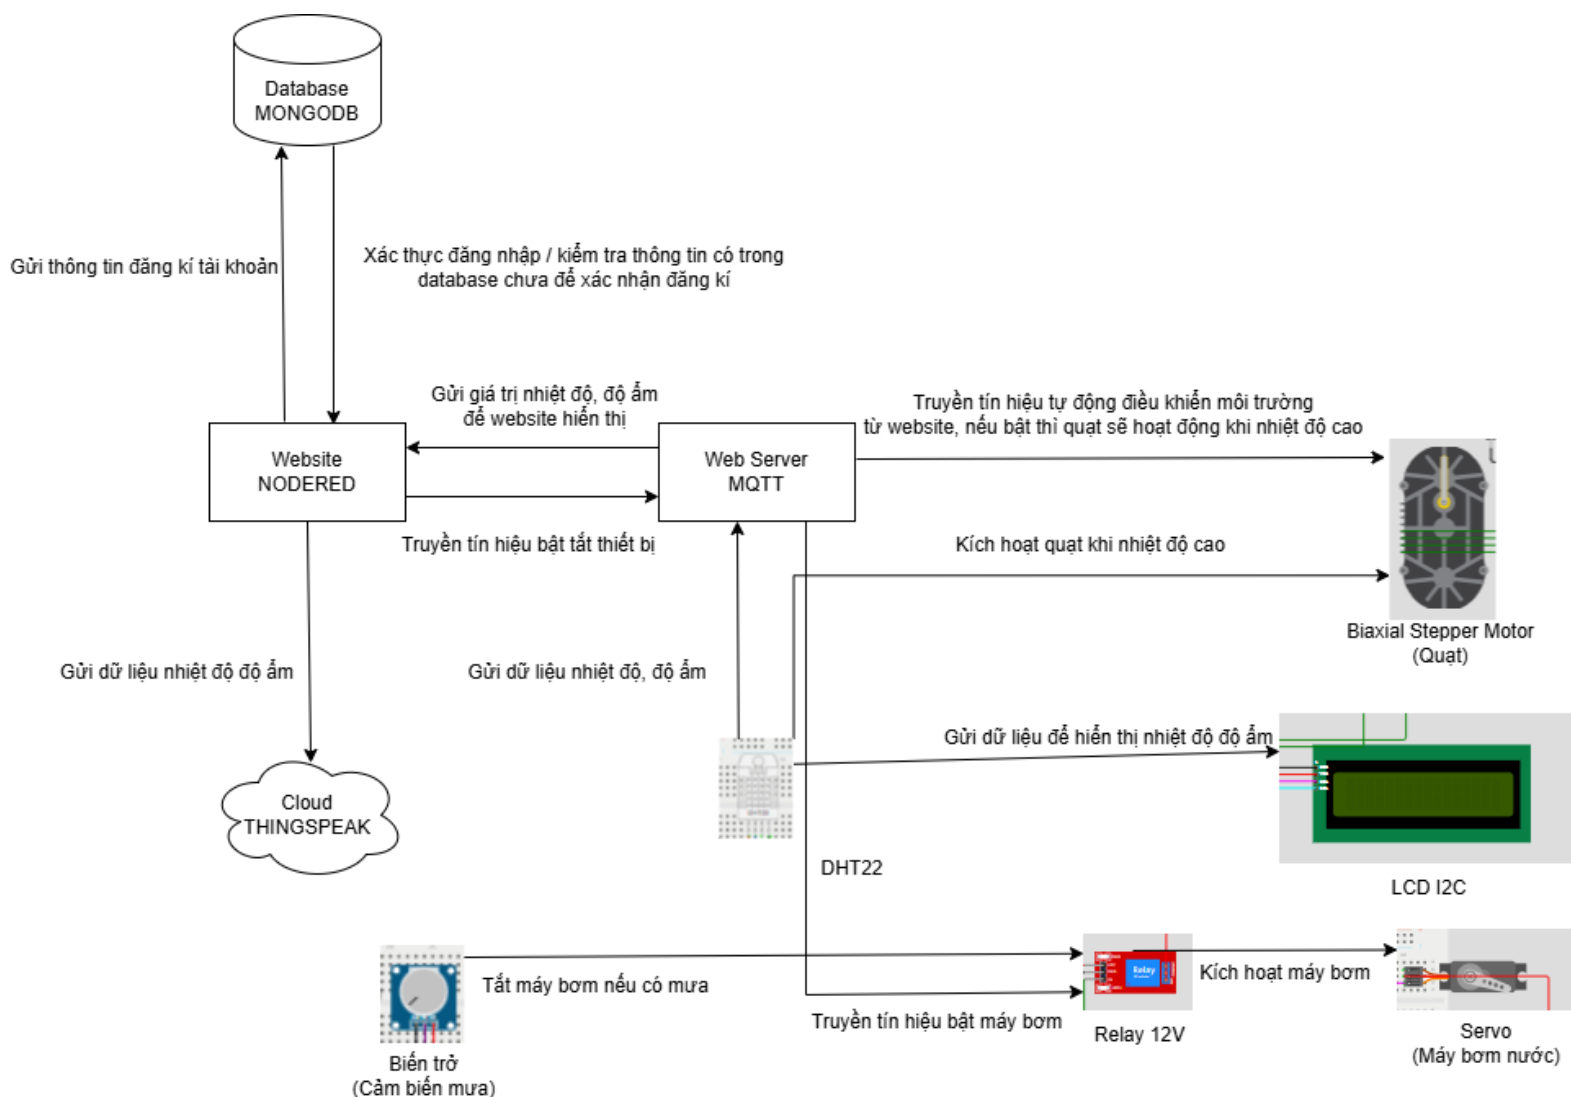 Database
MONGODB
Gửi thông tin đăng kí tài khoản
Xác thực đăng nhập / kiểm tra thông tin có trong
database chưa để xác nhận đăng kí
Gửi giá trị nhiệt độ, độ ẩm
để website hiển thị
Truyền tín hiệu tự động điều khiển môi trường
từ website, nếu bật thì quạt sẽ hoạt động khi nhiệt độ cao
Website
NODERED
Web Server
MQTT
Truyền tín hiệu bật tắt thiết bị
Kích hoạt quạt khi nhiệt độ cao
Biaxial Stepper Motor
(Quạt)
Gửi dữ liệu nhiệt độ độ ẩm
Gửi dữ liệu nhiệt độ, độ ẩm
Gửi dữ liệu để hiển thị nhiệt độ độ ẩm
Cloud
THINGSPEAK
DHT22
LCD I2C
Relay
Tắt máy bơm nếu có mưa
Kích hoạt máy bơm
Truyền tín hiệu bật máy bơm
Relay 12V
Servo
(Máy bơm nước)
Biến trở
(Cảm biến mưa)